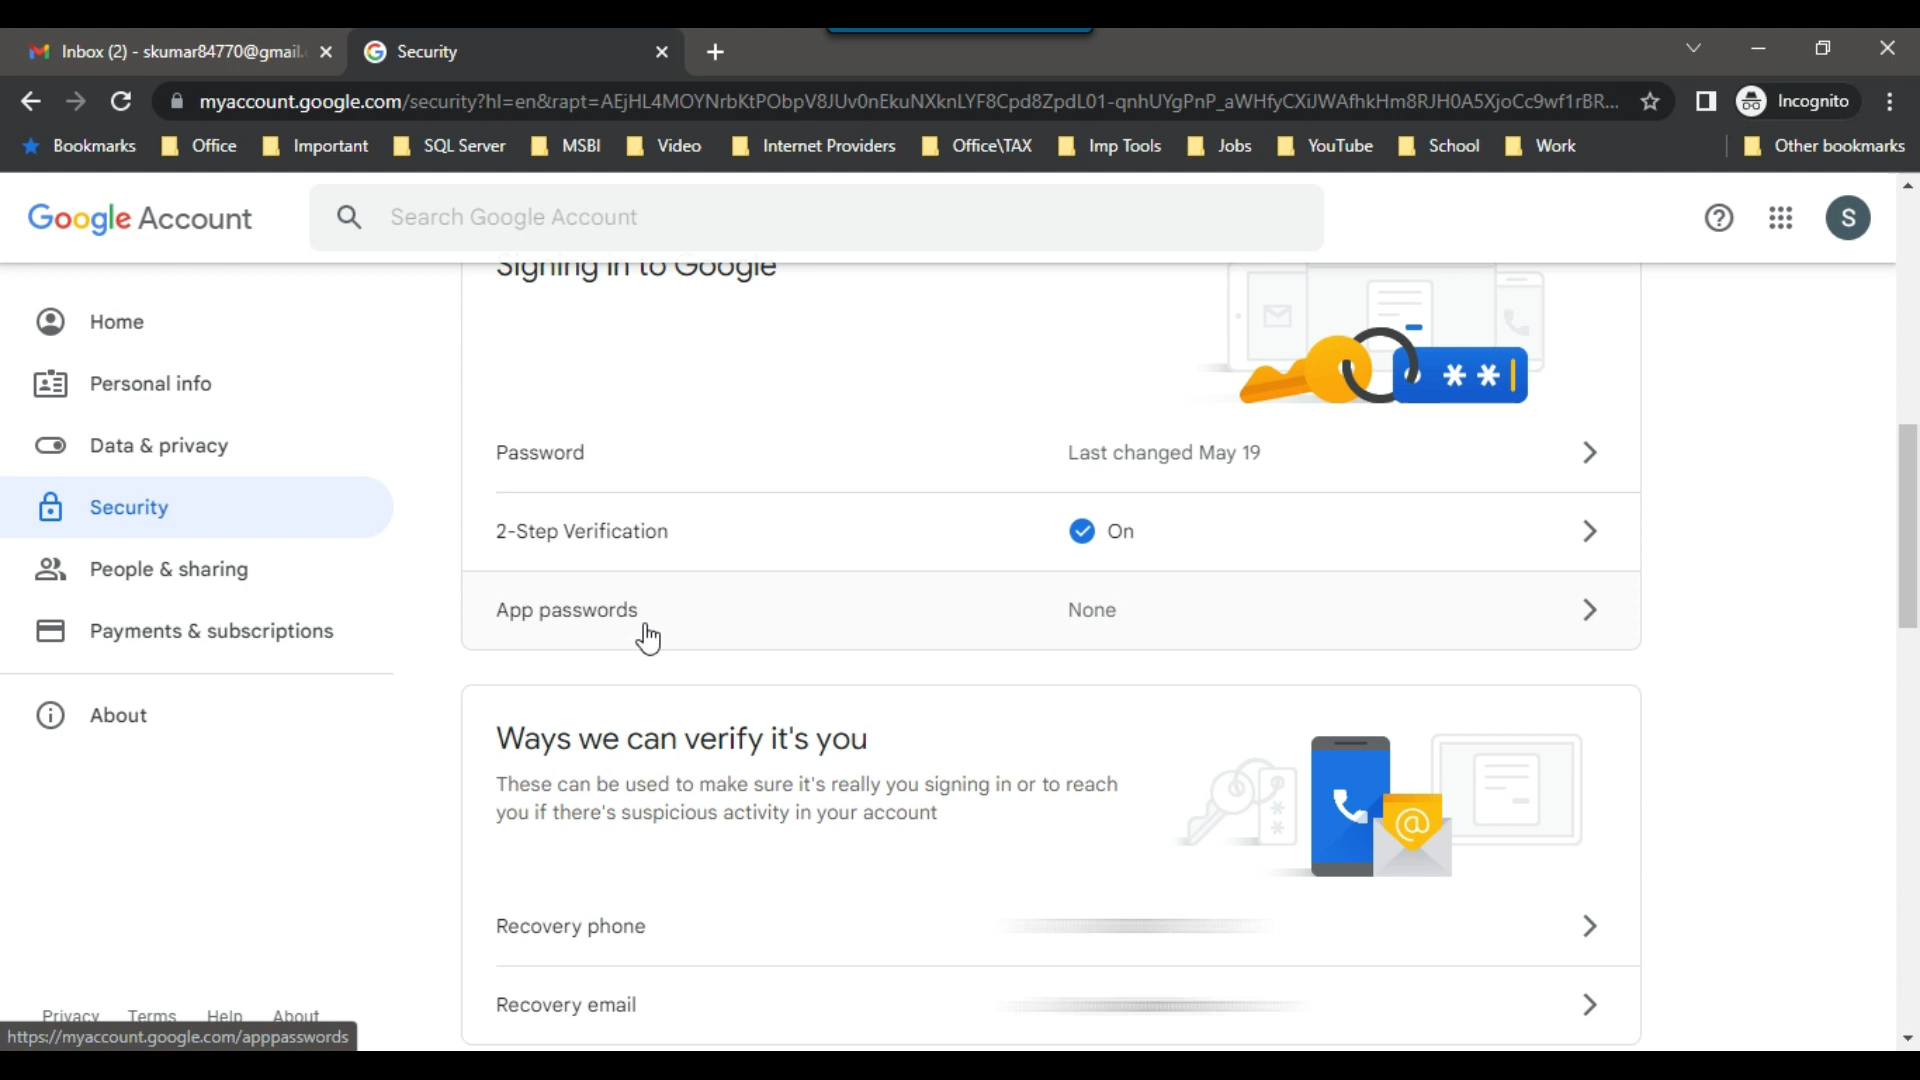 Inbox (2) - skumar84770@gmail.
Security
myaccount.google.com/security?hl=en&rapt=AEjHL4MOYNrbKtPObpV8JUv0nEkuNXknLYF8Cpd8ZpdL01-qnhUYgPnP_aWHfyCXiJWAfhkHm8RJH0A5XjoCc9wf1rBR...
Incognito
Bookmarks
Office
Important
SQL Server
MSBI
Video
Internet Providers
Office\TAX
Imp Tools
Jobs
YouTube
School
Work
Other bookmarks
Google Account
Search Google Account
S
Home
Personal info
Data & privacy
Security
People & sharing
Payments & subscriptions
About
Signing in to Google
Password
Last changed May 19
2-Step Verification
On
App passwords
None
Ways we can verify it's you
These can be used to make sure it's really you signing in or to reach
you if there's suspicious activity in your account
Recovery phone
Recovery email
Privacy Terms Help About
https://myaccount.google.com/apppasswords